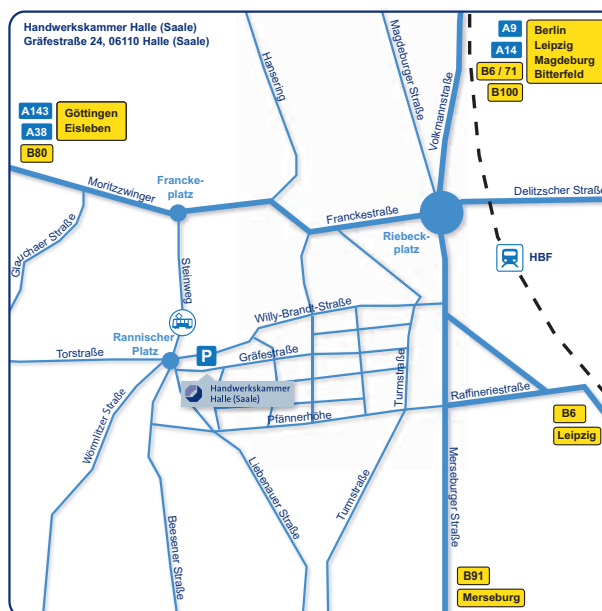 Handwerkskammer Halle (Saale)
Gräfestraße 24, 06110 Halle (Saale)
A9
A14
B6 / 71
B100
Berlin
Leipzig
Magdeburg
Bitterfeld
A143
A38
B80
Göttingen
Eisleben
Hansering
Magdeburger Straße
Volkmannstraße
Moritzzwinger
Francke-
platz
Franckestraße
Riebeck-
platz
Delitzscher Straße
Glauchaer Straße
Steinweg
HBF
Willy-Brandt-Straße
Rannischer
Platz
Torstraße
P
Gräfestraße
Handwerkskammer
Halle (Saale)
Turmstraße
Raffineriestraße
Pfännerhöhe
B6
Leipzig
Wörmlitzer Straße
Beesener Straße
Liebenauer Straße
Turmstraße
Merseburger Straße
B91
Merseburg